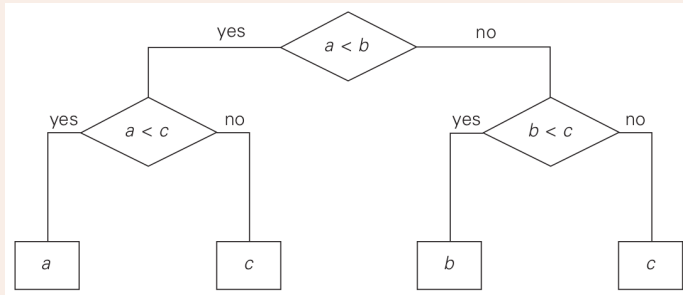 yes a < b no
yes a < c no yes b < c no
a c b c